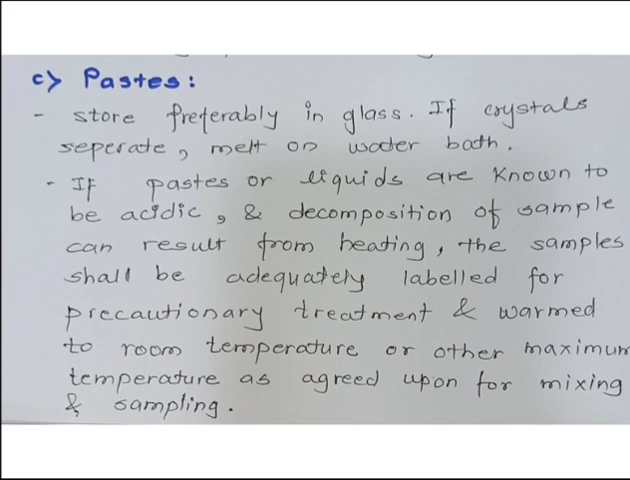 c) Pastes:
- store preferably in glass. If crystals
seperate, melt on water bath.
- If pastes or liquids are known to
be acidic, & decomposition of sample
can result from heating, the samples
shall be adequately labelled for
precautionary treatment & warmed
to room temperature or other maximum
temperature as agreed upon for mixing
& sampling.